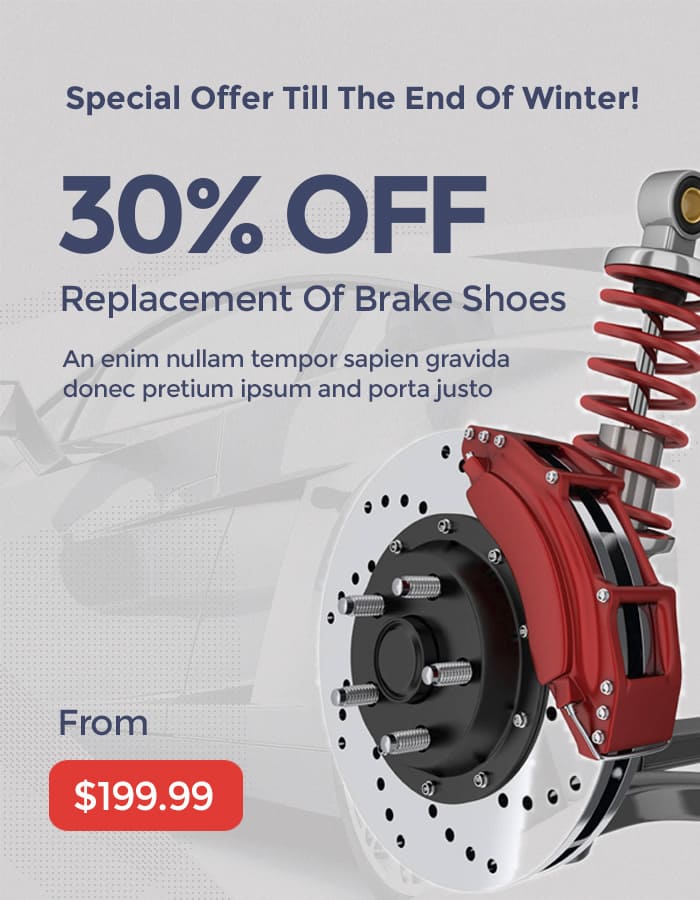 Special Offer Till The End Of Winter!
30% OFF
Replacement Of Brake Shoes
An enim nullam tempor sapien gravida
donec pretium ipsum and porta justo
From
$199.99